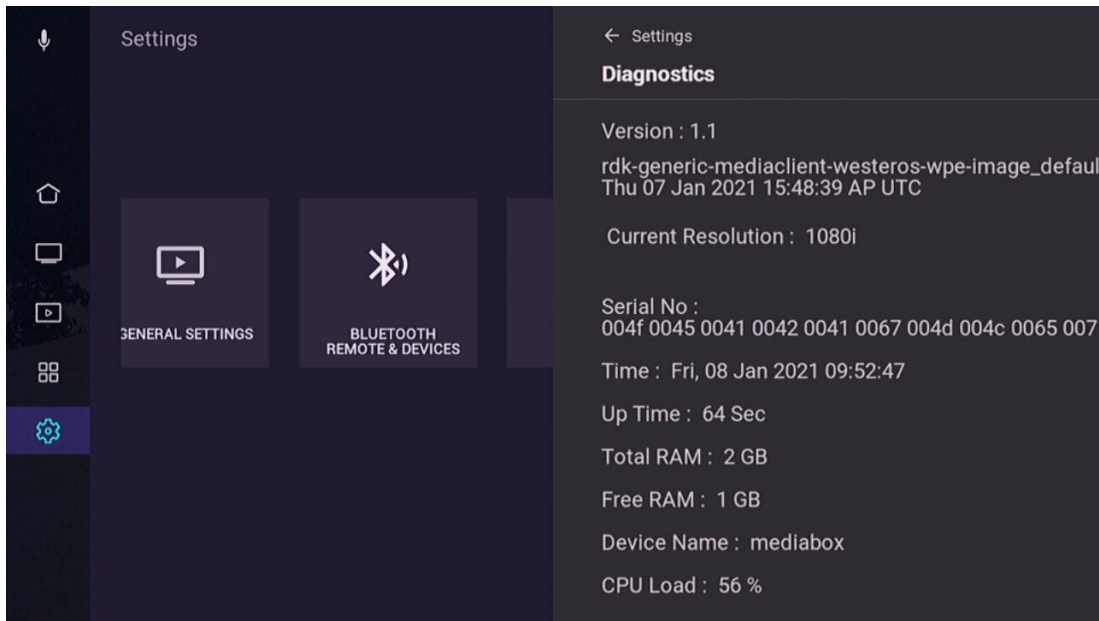 Settings
GENERAL SETTINGS
BLUETOOTH
REMOTE & DEVICES
Settings
Diagnostics
Version : 1.1
rdk-generic-mediaclient-westeros-wpe-image_defaul
Thu 07 Jan 2021 15:48:39 AP UTC
Current Resolution : 1080i
Serial No :
004f 0045 0041 0042 0041 0067 004d 004c 0065 007
Time : Fri, 08 Jan 2021 09:52:47
Up Time : 64 Sec
Total RAM : 2 GB
Free RAM : 1 GB
Device Name : mediabox
CPU Load : 56 %